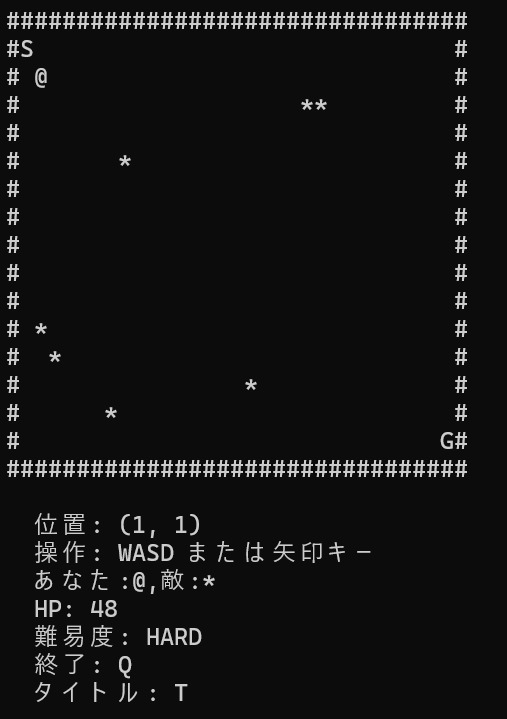 #################################
#S                              #
# @                             #
#                    **         #
#                               #
#       *                       #
#                               #
#                               #
#                               #
#                               #
#                               #
# *                             #
#  *                            #
#                *              #
#      *                        #
#                              G#
#################################
位置: (1, 1)
操作: WASD または矢印キー
あなた:@,敵:*
HP: 48
難易度: HARD
終了: Q
タイトル: T